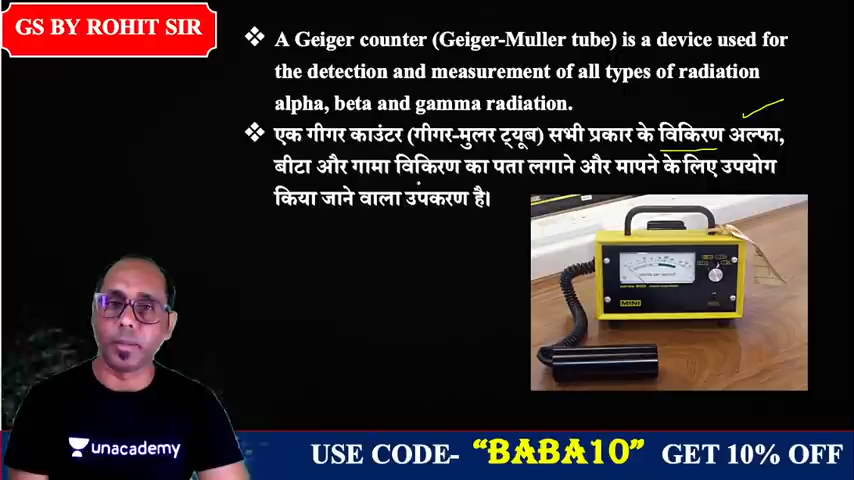 GS BY ROHIT SIR
❖ A Geiger counter (Geiger-Muller tube) is a device used for
the detection and measurement of all types of radiation
alpha, beta and gamma radiation.
❖ एक गीगर काउंटर (गीगर-मुलर ट्यूब) सभी प्रकार के विकिरण अल्फा,
बीटा और गामा विकिरण का पता लगाने और मापने के लिए उपयोग
किया जाने वाला उपकरण है।
MINI
unacademy
USE CODE- “BABA10” GET 10% OFF